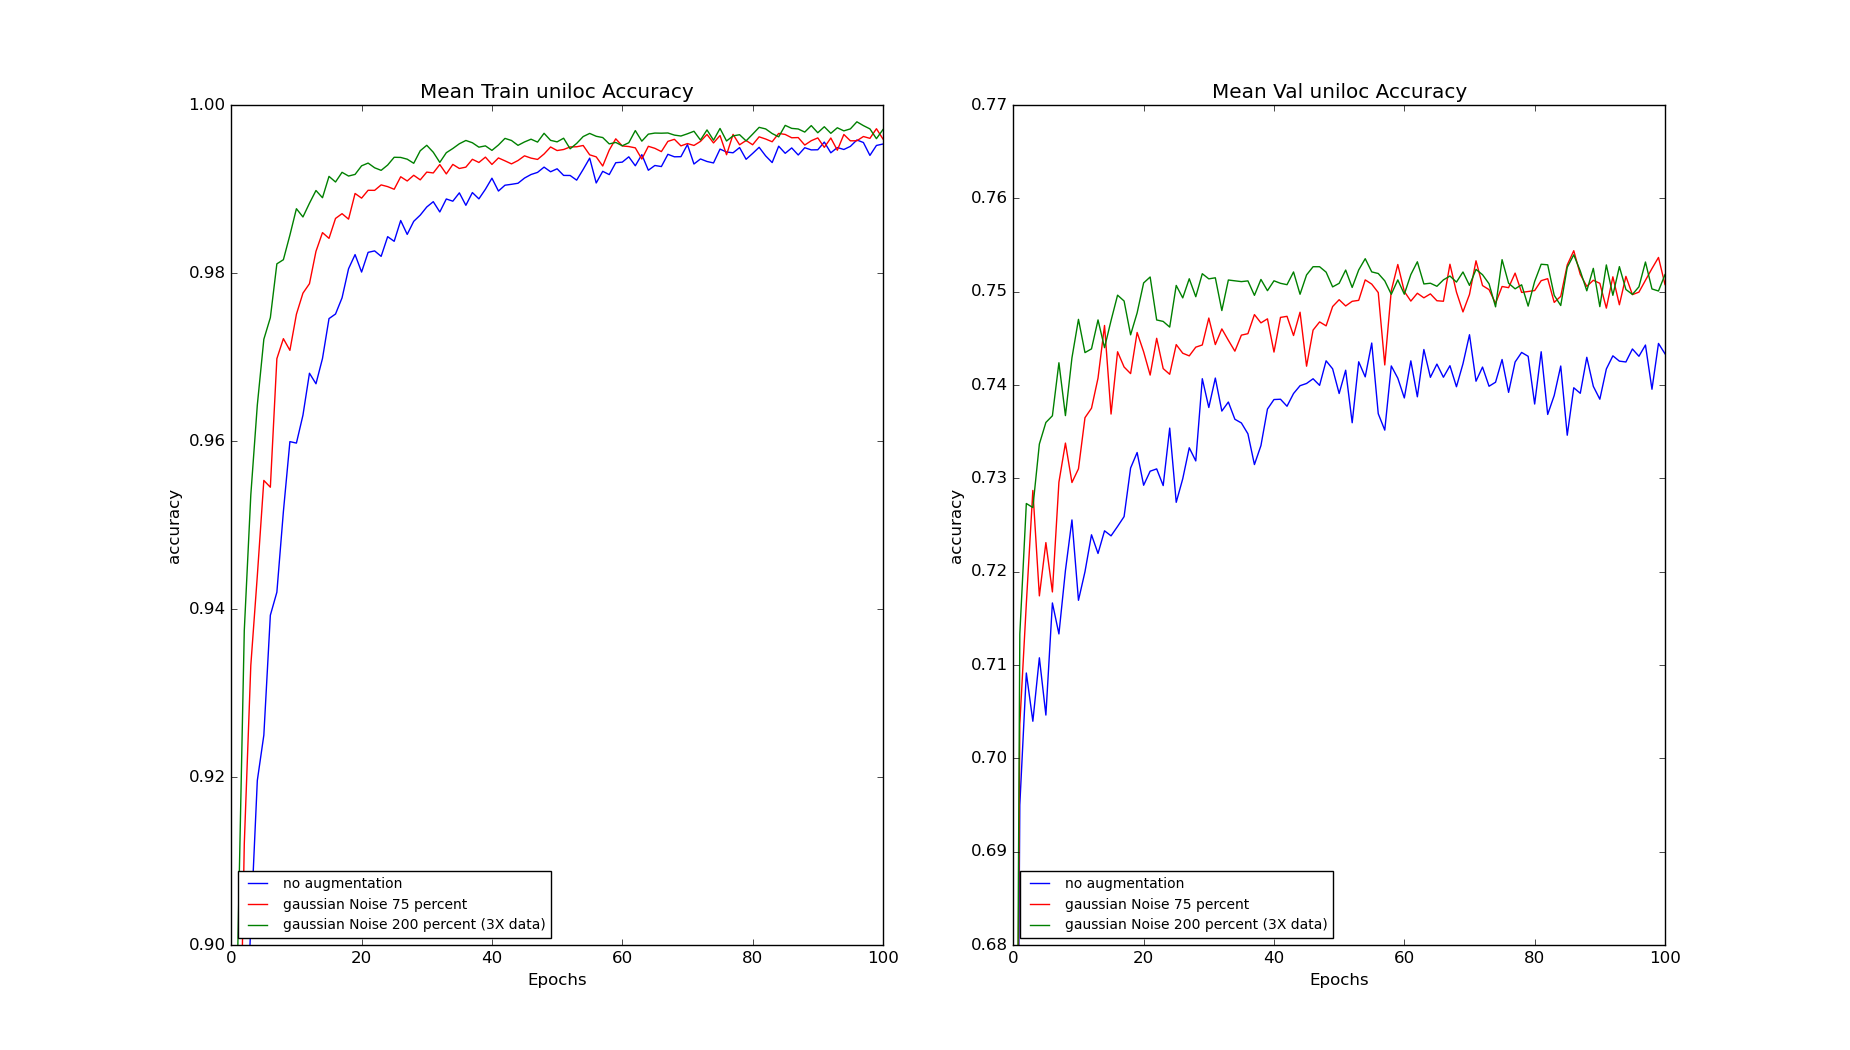 Mean Train uniloc Accuracy
1.00
0.98
0.96
0.94
0.92
0.90
accuracy
no augmentation
gaussian Noise 75 percent
gaussian Noise 200 percent (3X data)
0 20 40 60 80 100
Epochs
Mean Val uniloc Accuracy
0.77
0.76
0.75
0.74
0.73
0.72
0.71
0.70
0.69
0.68
accuracy
no augmentation
gaussian Noise 75 percent
gaussian Noise 200 percent (3X data)
0 20 40 60 80 100
Epochs